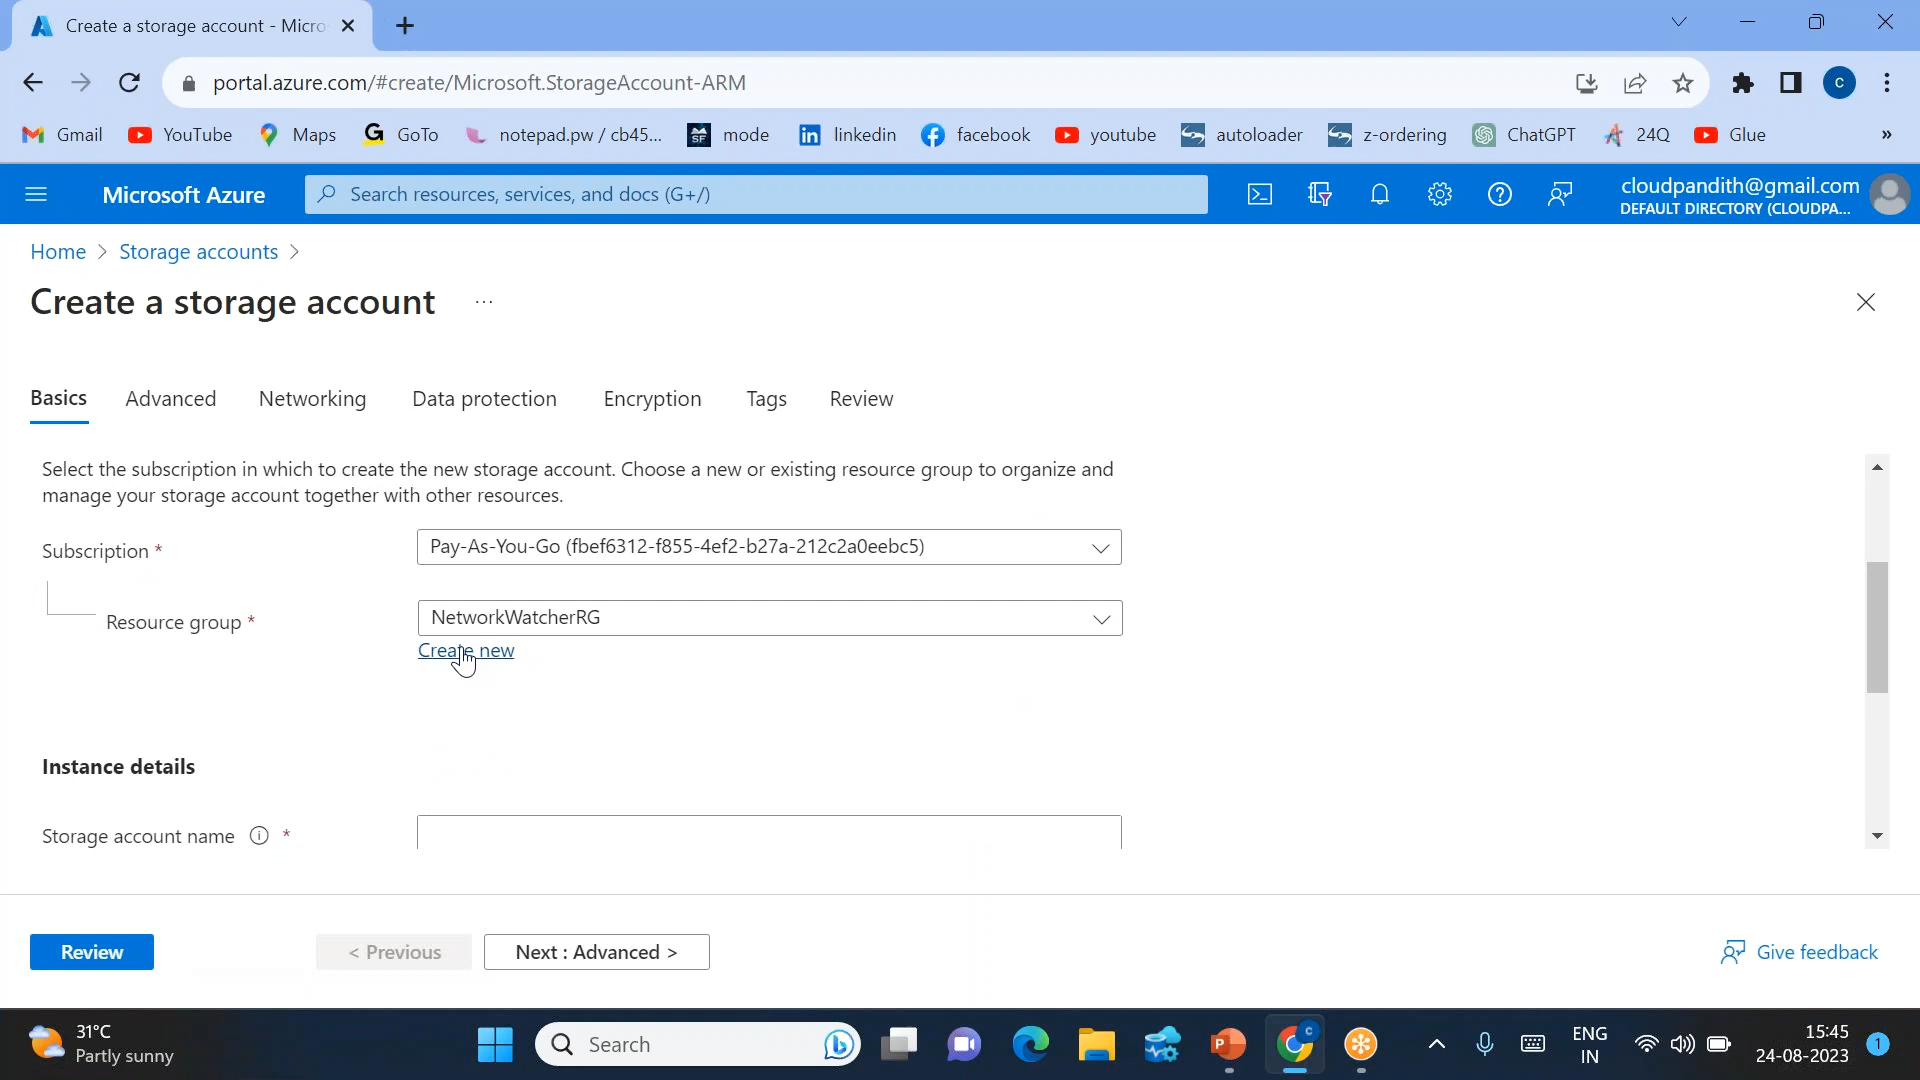 Create a storage account - Micro
portal.azure.com/#create/Microsoft.StorageAccount-ARM
C
Gmail
YouTube
Maps
GoTo
notepad.pw / cb45...
mode
linkedin
facebook
youtube
autoloader
z-ordering
ChatGPT
24Q
Glue
»
Microsoft Azure
Search resources, services, and docs (G+/)
cloudpandith@gmail.com
DEFAULT DIRECTORY (CLOUDPA...
Home > Storage accounts >
Create a storage account ...
Basics
Advanced
Networking
Data protection
Encryption
Tags
Review
Select the subscription in which to create the new storage account. Choose a new or existing resource group to organize and
manage your storage account together with other resources.
Subscription *
Pay-As-You-Go (fbef6312-f855-4ef2-b27a-212c2a0eebc5)
Resource group *
NetworkWatcherRG
Create new
Instance details
Storage account name *
Review
< Previous
Next : Advanced >
Give feedback
31°C
Partly sunny
Search
ENG
IN
15:45
24-08-2023
1